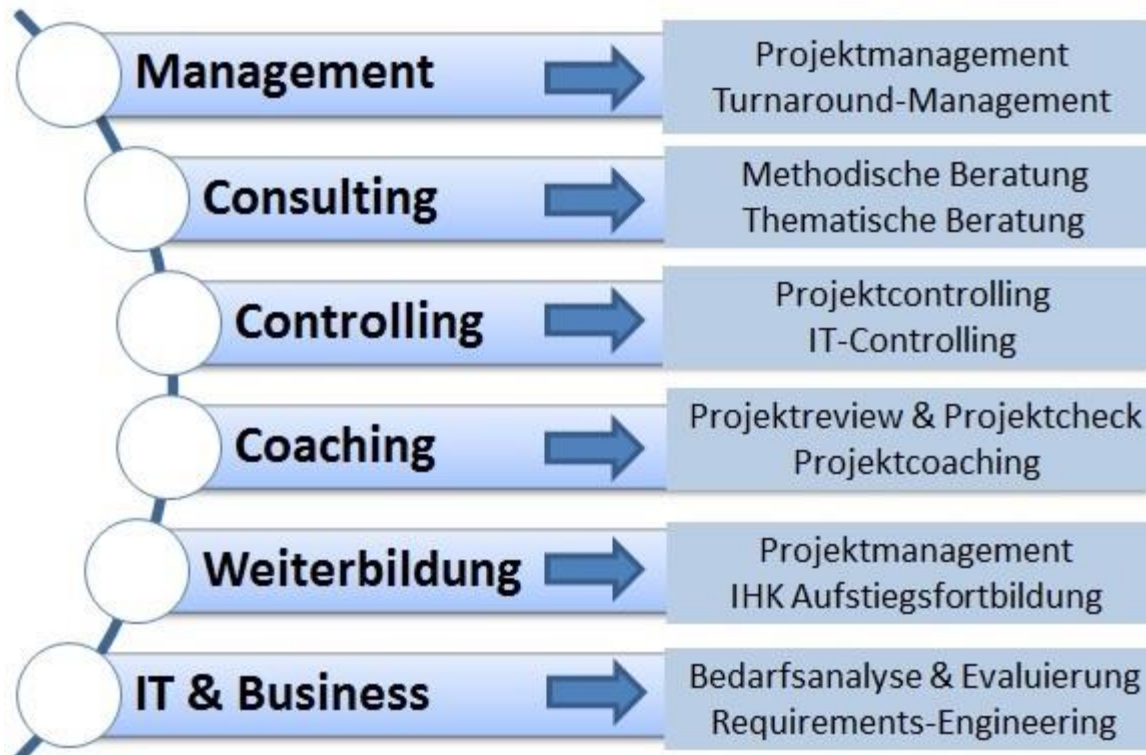 Management
Projektmanagement
Turnaround-Management
Consulting
Methodische Beratung
Thematische Beratung
Controlling
Projektcontrolling
IT-Controlling
Coaching
Projektreview & Projektcheck
Projektcoaching
Weiterbildung
Projektmanagement
IHK Aufstiegsfortbildung
IT & Business
Bedarfsanalyse & Evaluierung
Requirements-Engineering